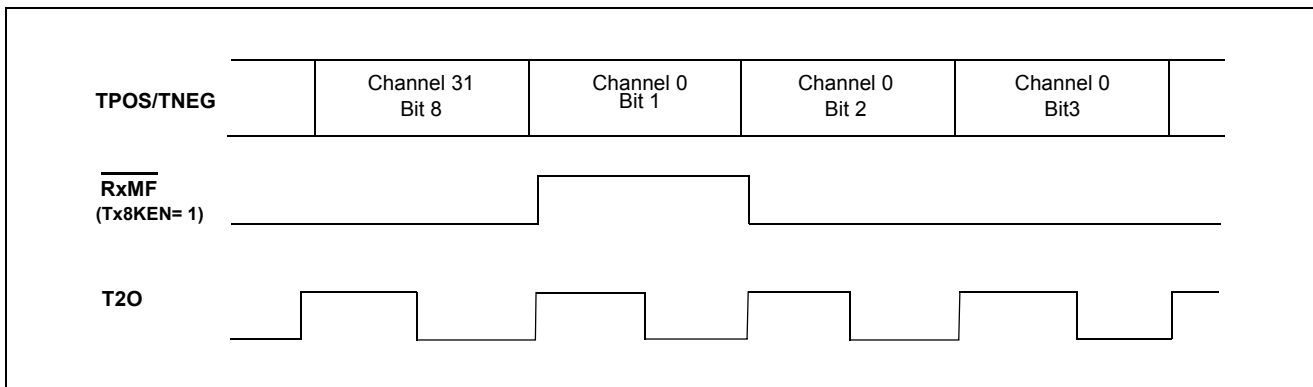 TPOS/TNEG
Channel 31
Bit 8
Channel 0
Bit 1
Channel 0
Bit 2
Channel 0
Bit3
RxMF
(Tx8KEN= 1)
T2O